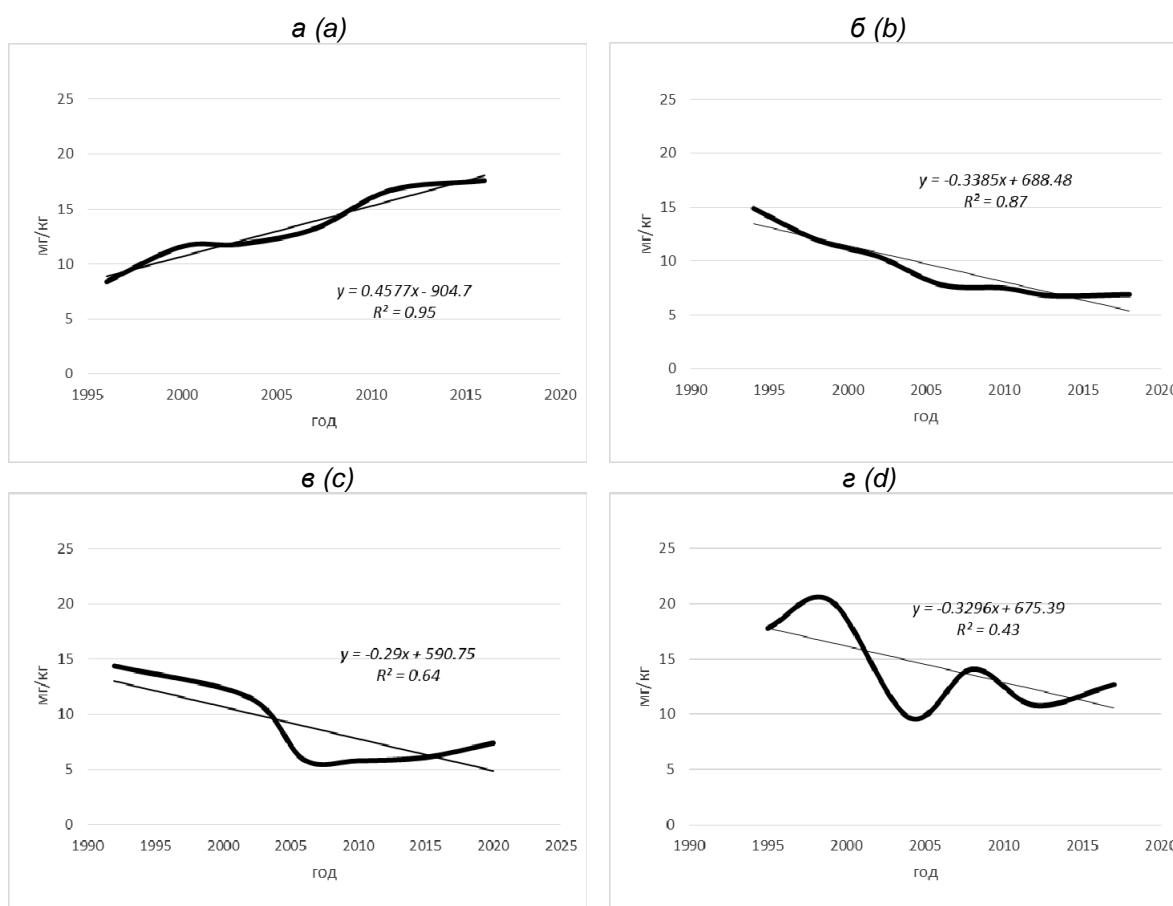 а (a)
25
20
15
10
5
0
мг/кг
y = 0.4577x - 904.7
R² = 0.95
1995 2000 2005 2010 2015 2020
год
б (b)
25
20
15
10
5
0
мг/кг
y = -0.3385x + 688.48
R² = 0.87
1990 1995 2000 2005 2010 2015 2020
год
в (c)
25
20
15
10
5
0
мг/кг
y = -0.29x + 590.75
R² = 0.64
1990 1995 2000 2005 2010 2015 2020 2025
год
г (d)
25
20
15
10
5
0
мг/кг
y = -0.3296x + 675.39
R² = 0.43
1990 1995 2000 2005 2010 2015 2020
год